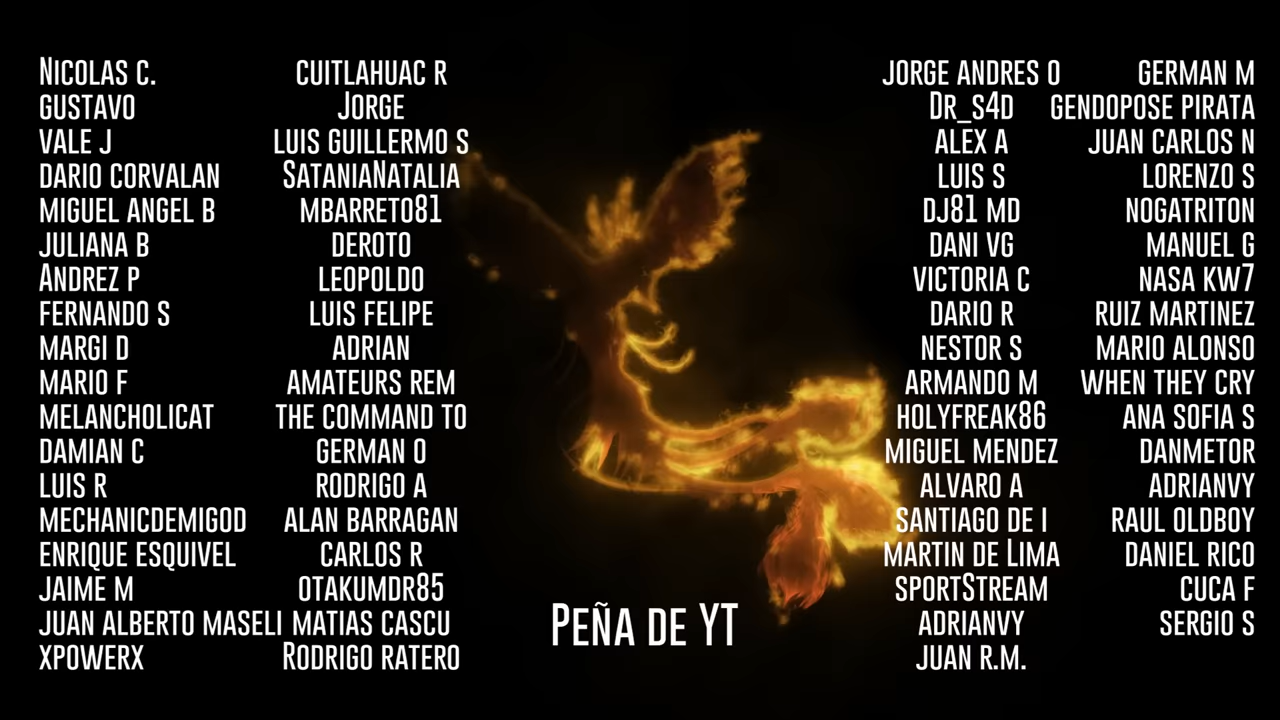 Nicolas c.
GUSTAVO
VALE J
DARIO CORVALAN
MIGUEL ANGEL B
JULIANA B
Andrez P
FERNANDO S
MARGI D
MARIO F
MELANCHOLICAT
DAMIAN C
LUIS R
MECHANICDEMIGOD
ENRIQUE ESQUIVEL
JAIME M
JUAN ALBERTO MASELI
XPOWERX
CUITLAHUAC R
Jorge
LUIS GUILLERMO S
SataniaNatalia
MBARRETO81
DEROTO
LEOPOLDO
LUIS FELIPE
ADRIAN
AMATEURS REM
THE COMMAND TO
GERMAN O
RODRIGO A
ALAN BARRAGAN
CARLOS R
OTAKUMDR85
MATIAS CASCU
Rodrigo ratero
Peña de YT
JORGE ANDRES O
Dr_s4d
ALEX A
LUIS S
DJ81 MD
DANI VG
VICTORIA C
DARIO R
NESTOR S
ARMANDO M
HOLYFREAK86
MIGUEL MENDEZ
ALVARO A
SANTIAGO DE I
MARTIN DE Lima
SPORTSTREAM
ADRIANVY
JUAN R.M.
GERMAN M
GENDOPOSE PIRATA
JUAN CARLOS N
LORENZO S
NOGATRITON
MANUEL G
NASA KW7
RUIZ MARTINEZ
MARIO ALONSO
WHEN THEY CRY
ANA SOFIA S
DANMETOR
ADRIANVY
RAUL OLDBOY
DANIEL RICO
CUCA F
SERGIO S